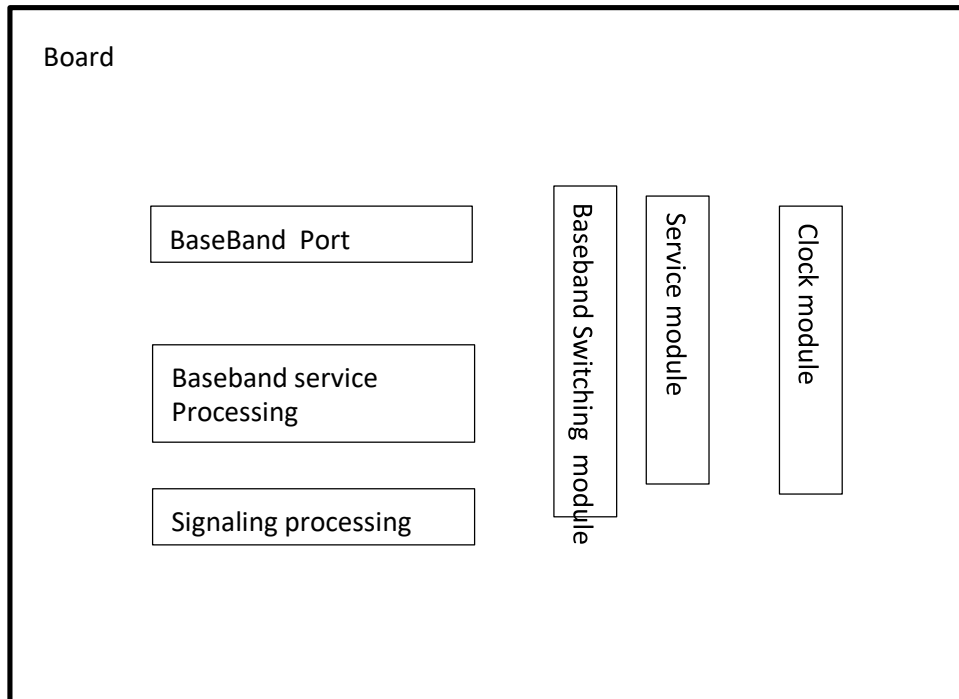 Board
BaseBand  Port
Baseband service
Processing
Signaling processing
Baseband Switching  module
Service module
Clock module